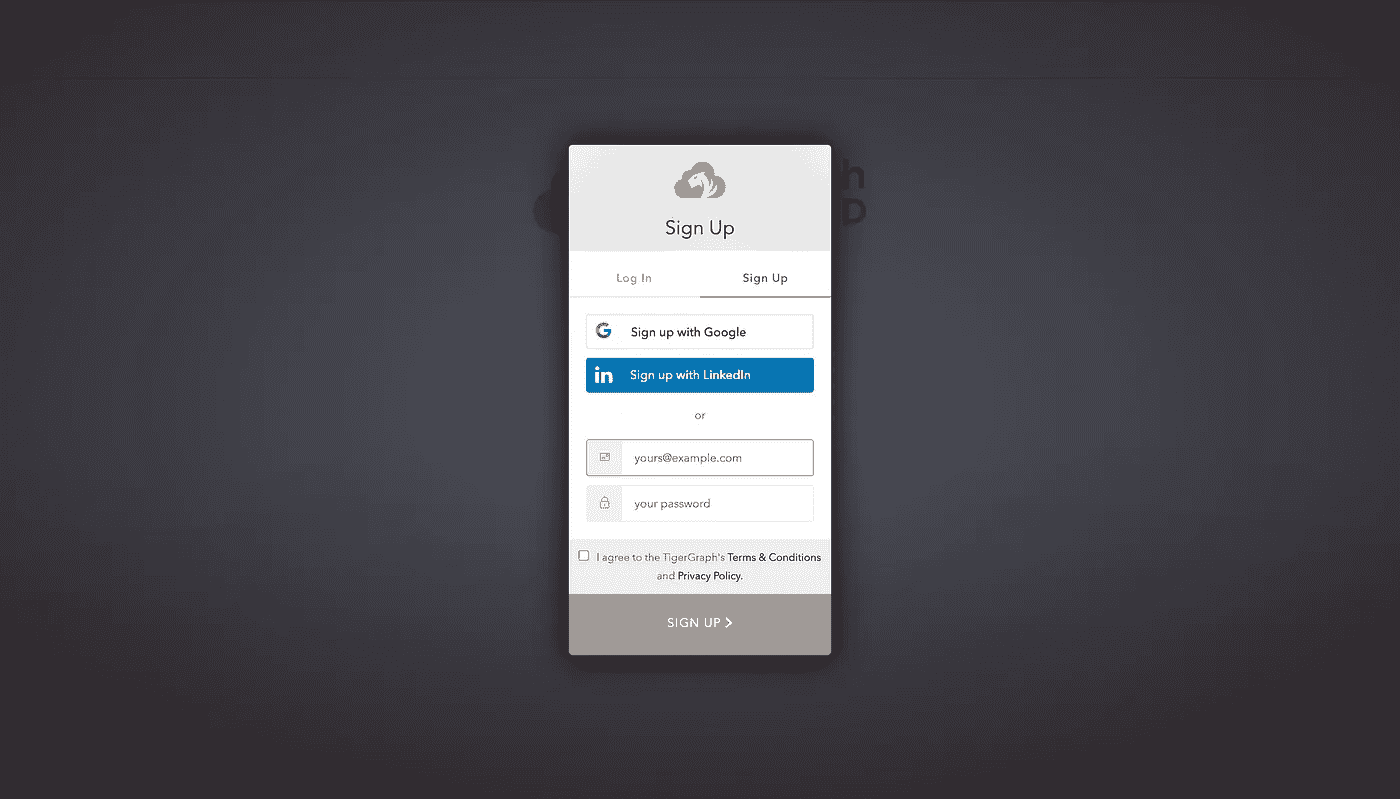 Sign Up
Log In
Sign Up
Sign up with Google
in Sign up with LinkedIn
or
yours@example.com
your password
I agree to the TigerGraph's Terms & Conditions
and Privacy Policy.
SIGN UP